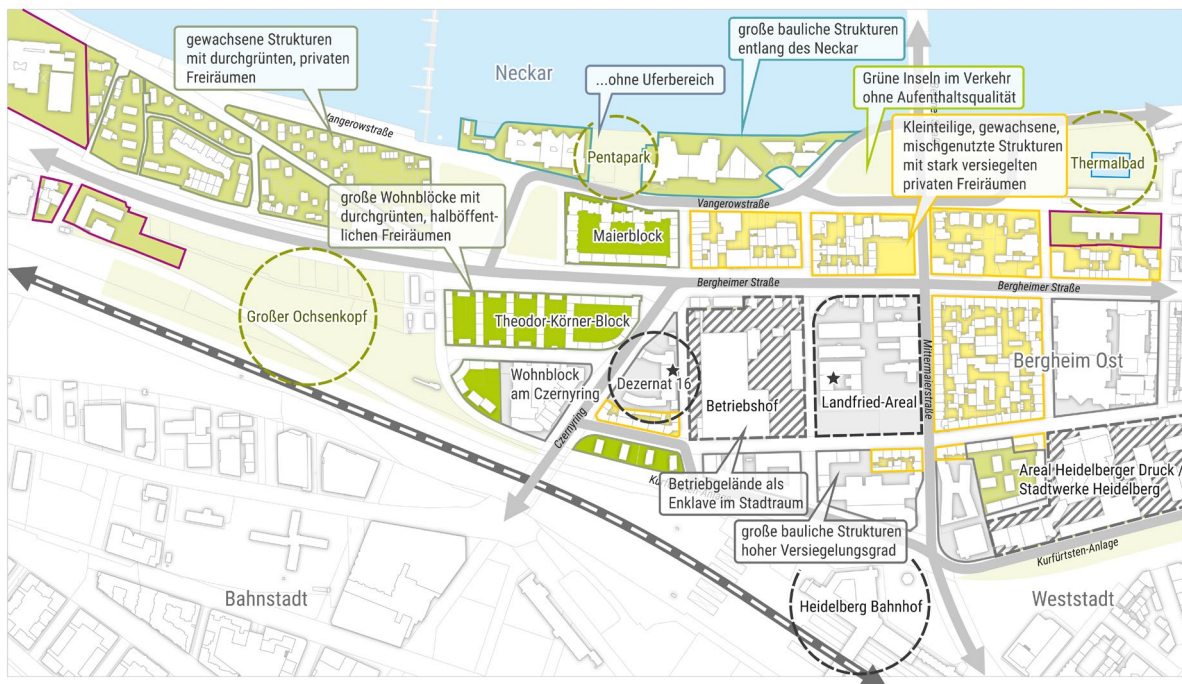 gewachsene Strukturen
mit durchgrünten, privaten
Freiräumen
Neckar
...ohne Uferbereich
große bauliche Strukturen
entlang des Neckar
Grüne Inseln im Verkehr
ohne Aufenthaltsqualität
Kleinteilige, gewachsene,
mischgenutzte Strukturen
mit stark versiegelten
privaten Freiräumen
Vangerowstraße
Pentapark
Thermalbad
große Wohnblöcke mit
durchgrünten, halböffent-
lichen Freiräumen
Vangerowstraße
Maierblock
Bergheimer Straße
Bergheimer Straße
Großer Ochsenkopf
Theodor-Körner-Block
Mittermaierstraße
Bergheim Ost
Wohnblock
am Czernyring
Dezernat 16
Betriebshof
Landfried-Areal
Czernyring
Betriebgelände als
Enklave im Stadtraum
Areal Heidelberger Druck /
Stadtwerke Heidelberg
große bauliche Strukturen
hoher Versiegelungsgrad
Kurfürtsten-Anlage
Bahnstadt
Heidelberg Bahnhof
Weststadt